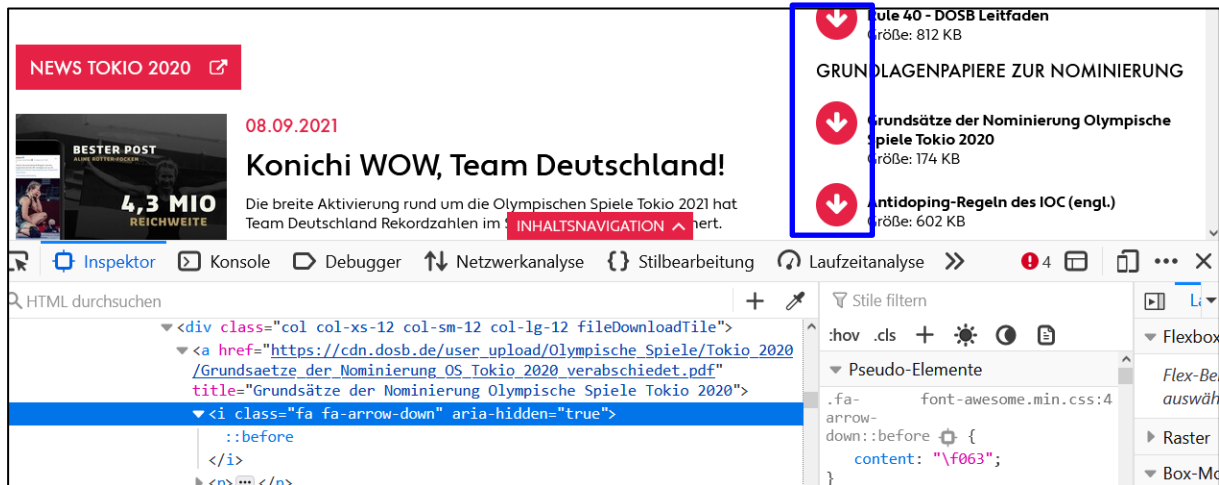 Rule 40 - DOSB Leitfaden
Größe: 812 KB
NEWS TOKIO 2020
GRUNDLAGENPAPIERE ZUR NOMINIERUNG
BESTER POST
ALINE ROTTER-FOCKEN
4,3 MIO
REICHWEITE
08.09.2021
Konichi WOW, Team Deutschland!
Die breite Aktivierung rund um die Olympischen Spiele Tokio 2021 hat
Team Deutschland Rekordzahlen im
INHALTSNAVIGATION
Grundsätze der Nominierung Olympische
Spiele Tokio 2020
Größe: 174 KB
Antidoping-Regeln des IOC (engl.)
Größe: 602 KB
Inspektor Konsole Debugger Netzwerkanalyse {} Stilbearbeitung Laufzeitanalyse 4
HTML durchsuchen
<div class="col col-xs-12 col-sm-12 col-lg-12 fileDownloadTile">
<a href="https://cdn.dosb.de/user_upload/Olympische_Spiele/Tokio_2020
/Grundsaetze_der_Nominierung_OS_Tokio_2020_verabschiedet.pdf"
title="Grundsätze der Nominierung Olympische Spiele Tokio 2020">
<i class="fa fa-arrow-down" aria-hidden="true">
::before
</i>
<p> </p>
Stile filtern
:hov .cls
Pseudo-Elemente
.fa- font-awesome.min.css:4
arrow-
down::before {
content: "\f063";
}
Flexbox
Raster